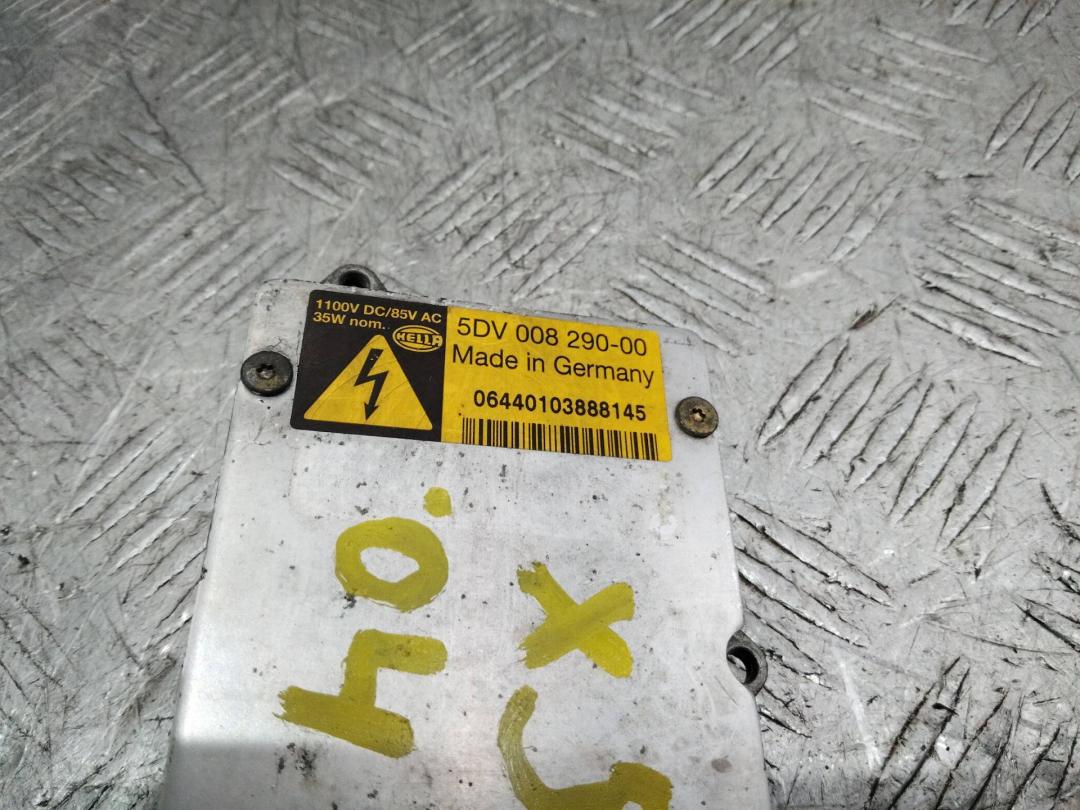 1100V DC/85V AC
35W nom.
HELLA
5DV 008 290-00
Made in Germany
06440103888145